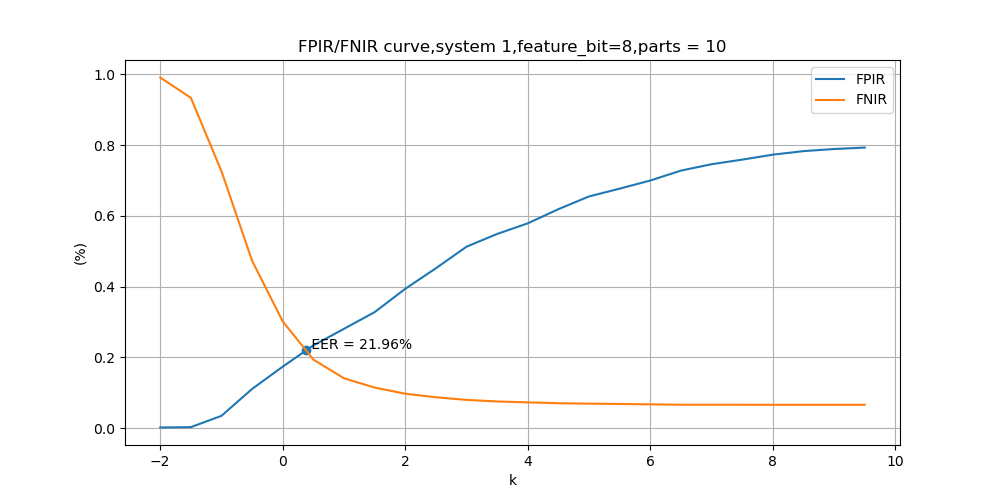 FPIR/FNIR curve,system 1,feature_bit=8,parts = 10
FPIR
FNIR
1.0
0.8
0.6
0.4
0.2
0.0
(%)
EER = 21.96%
−2
0
2
4
6
8
10
k